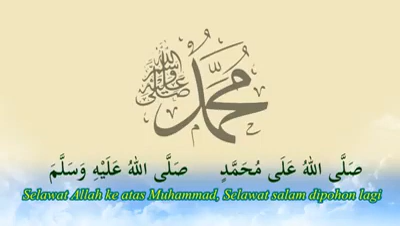 محمد صلى الله عليه وسلم
صَلَّى اللهُ عَلَى مُحَمَّدٍ صَلَّى اللهُ عَلَيْهِ وَسَلَّمَ
Selawat Allah ke atas Muhammad, Selawat salam dipohon lagi